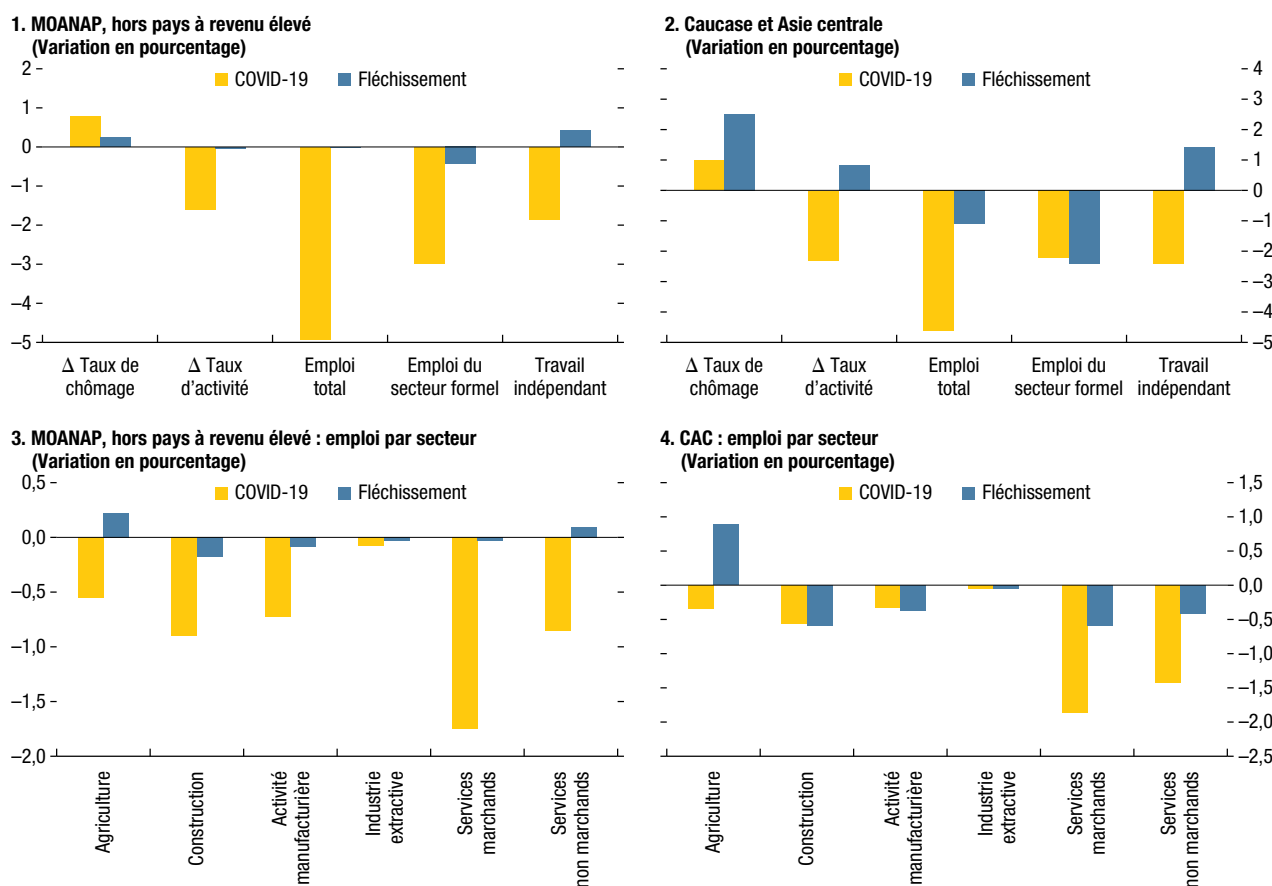 1. MOANAP, hors pays à revenu élevé
(Variation en pourcentage)
COVID-19 Fléchissement
2
1
0
–1
–2
–3
–4
–5
Δ Taux de chômage
Δ Taux d’activité
Emploi total
Emploi du secteur formel
Travail indépendant
2. Caucase et Asie centrale
(Variation en pourcentage)
COVID-19 Fléchissement
4
3
2
1
0
–1
–2
–3
–4
–5
Δ Taux de chômage
Δ Taux d’activité
Emploi total
Emploi du secteur formel
Travail indépendant
3. MOANAP, hors pays à revenu élevé : emploi par secteur
(Variation en pourcentage)
COVID-19 Fléchissement
0,5
0,0
–0,5
–1,0
–1,5
–2,0
Agriculture
Construction
Activité manufacturière
Industrie extractive
Services marchands
Services non marchands
4. CAC : emploi par secteur
(Variation en pourcentage)
COVID-19 Fléchissement
1,5
1,0
0,5
0,0
–0,5
–1,0
–1,5
–2,0
–2,5
Agriculture
Construction
Activité manufacturière
Industrie extractive
Services marchands
Services non marchands